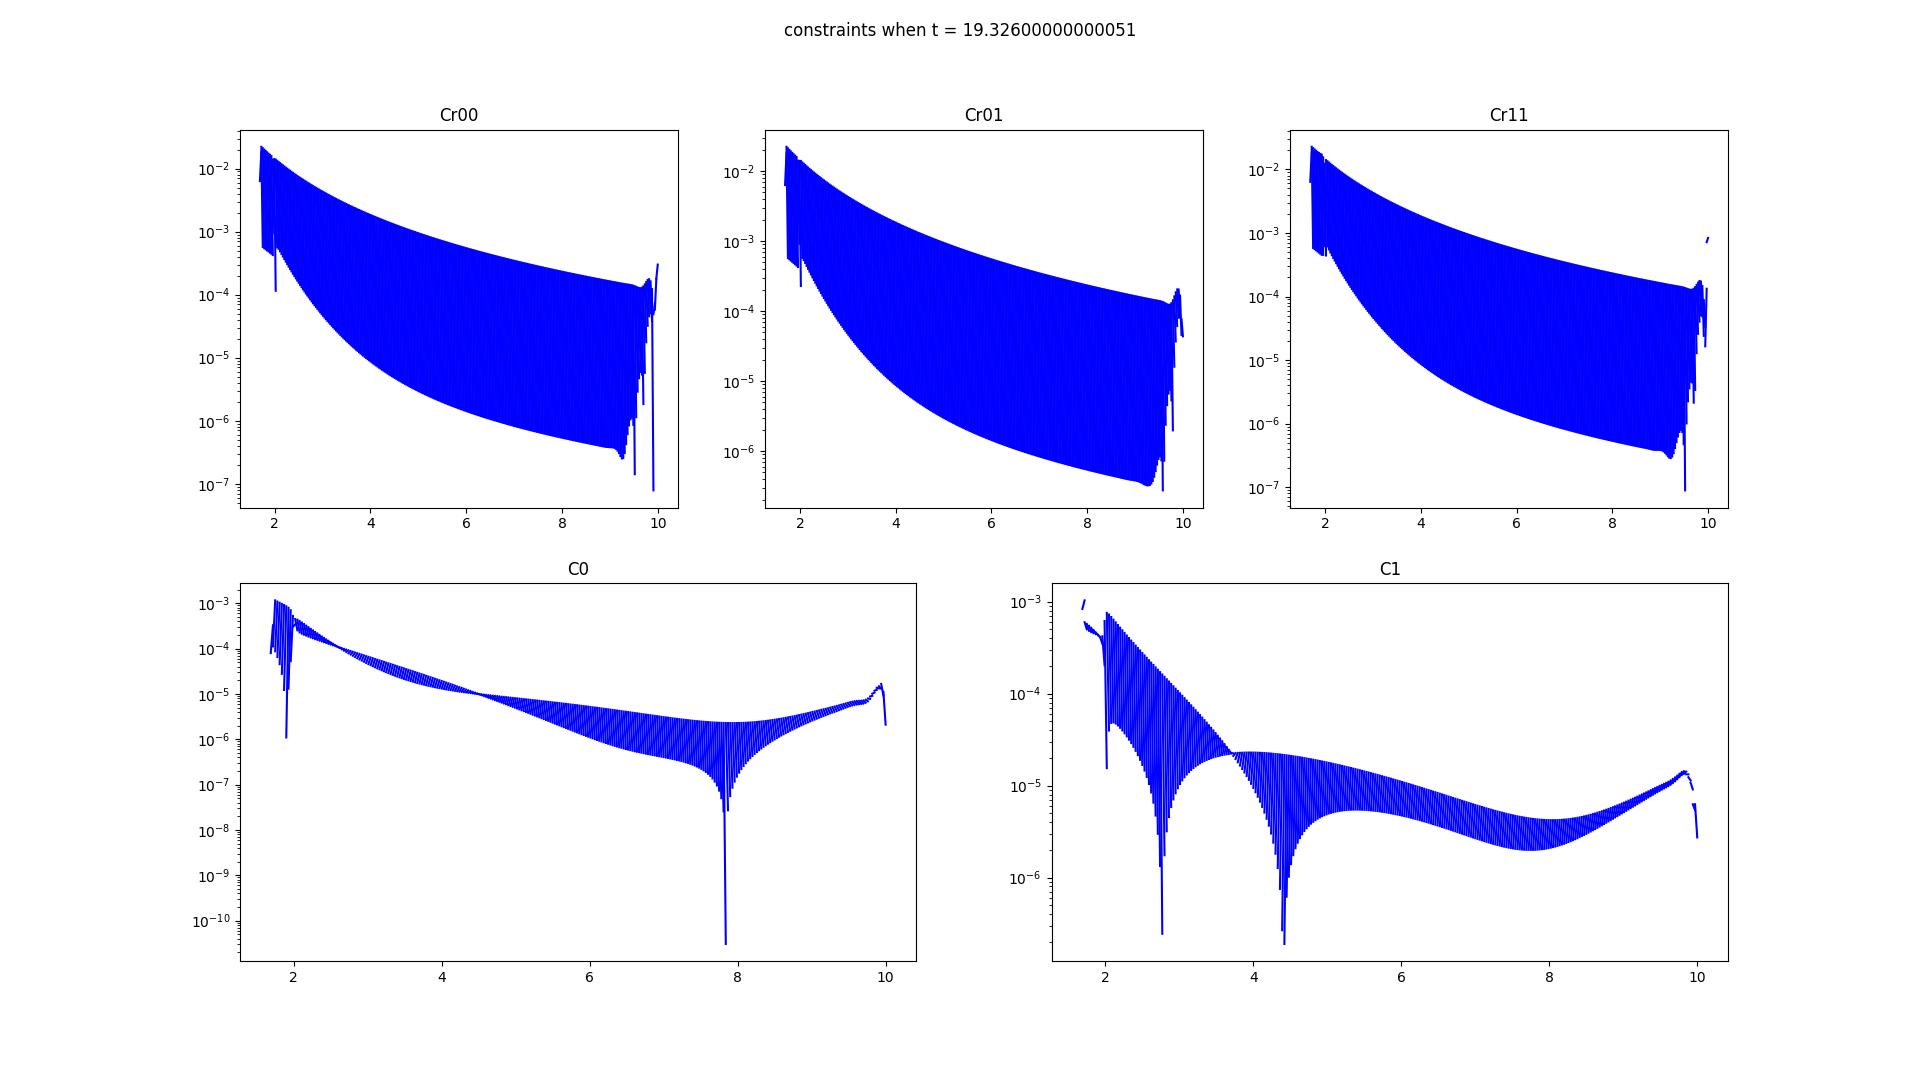 constraints when t = 19.32600000000051
Cr00 Cr01 Cr11
10⁻² 10⁻² 10⁻²
10⁻³ 10⁻³ 10⁻³
10⁻⁴ 10⁻⁴ 10⁻⁴
10⁻⁵ 10⁻⁵ 10⁻⁵
10⁻⁶ 10⁻⁶ 10⁻⁶
10⁻⁷ 10⁻⁷
2 4 6 8 10 2 4 6 8 10 2 4 6 8 10
C0 C1
10⁻³ 10⁻³
10⁻⁴ 10⁻⁴
10⁻⁵ 10⁻⁵
10⁻⁶ 10⁻⁶
10⁻⁷
10⁻⁸
10⁻⁹
10⁻¹⁰
2 4 6 8 10 2 4 6 8 10